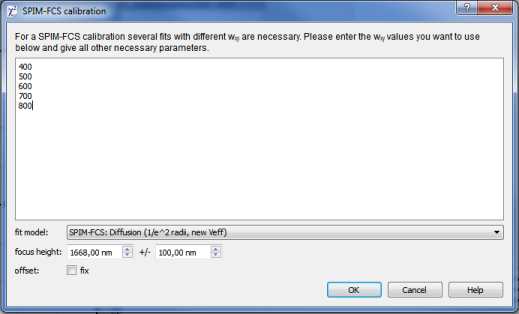 SPIM-FCS calibration
For a SPIM-FCS calibration several fits with different wxy are necessary. Please enter the wxy values you want to use
below and give all other necessary parameters.
400
500
600
700
800
fit model: SPIM-FCS: Diffusion (1/e^2 radii, new Veff)
focus height: 1668,00 nm +/- 100,00 nm
offset: fix
OK Cancel Help